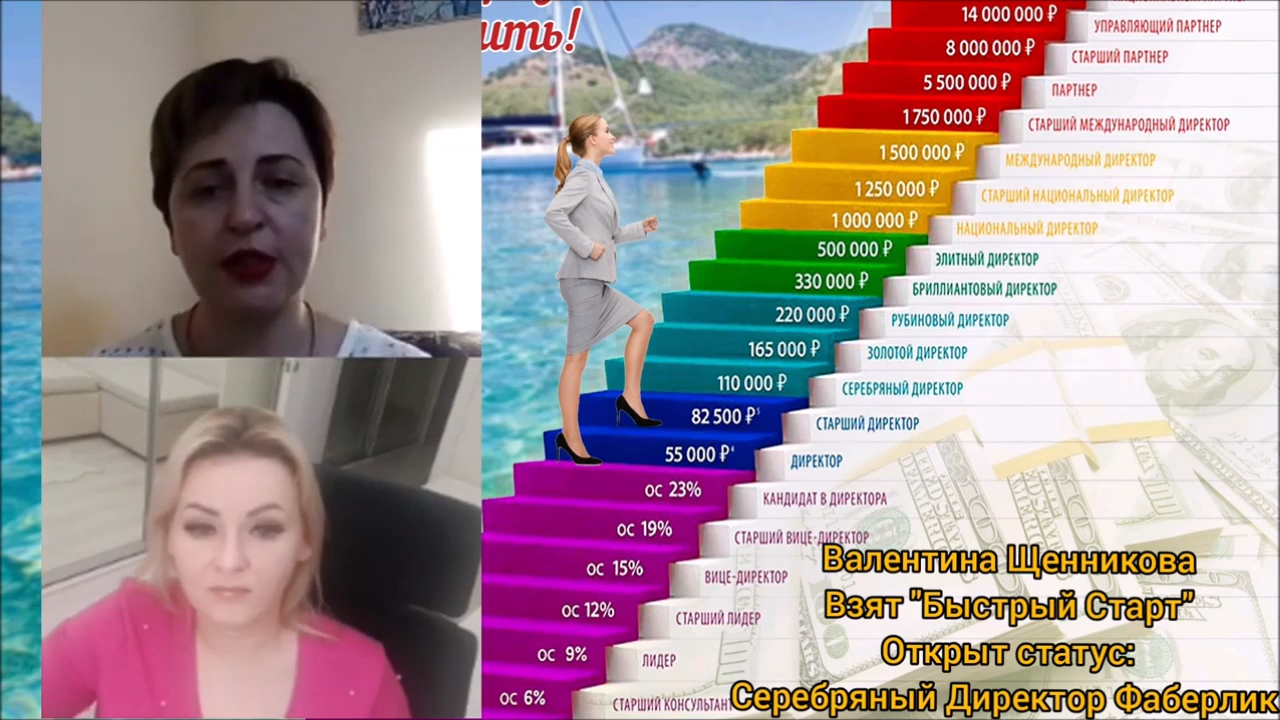 ить!
14 000 000 ₽
УПРАВЛЯЮЩИЙ ПАРТНЕР
8 000 000 ₽
СТАРШИЙ ПАРТНЕР
5 500 000 ₽
ПАРТНЕР
1 750 000 ₽
СТАРШИЙ МЕЖДУНАРОДНЫЙ ДИРЕКТОР
1 500 000 ₽
МЕЖДУНАРОДНЫЙ ДИРЕКТОР
1 250 000 ₽
СТАРШИЙ НАЦИОНАЛЬНЫЙ ДИРЕКТОР
1 000 000 ₽
НАЦИОНАЛЬНЫЙ ДИРЕКТОР
500 000 ₽
ЭЛИТНЫЙ ДИРЕКТОР
330 000 ₽
БРИЛЛИАНТОВЫЙ ДИРЕКТОР
220 000 ₽
РУБИНОВЫЙ ДИРЕКТОР
165 000 ₽
ЗОЛОТОЙ ДИРЕКТОР
110 000 ₽
СЕРЕБРЯНЫЙ ДИРЕКТОР
82 500 ₽⁵
СТАРШИЙ ДИРЕКТОР
55 000 ₽⁴
ДИРЕКТОР
ОС 23%
КАНДИДАТ В ДИРЕКТОРА
ОС 19%
СТАРШИЙ ВИЦЕ-ДИРЕКТОР
ОС 15%
ВИЦЕ-ДИРЕКТОР
ОС 12%
СТАРШИЙ ЛИДЕР
ОС 9%
ЛИДЕР
ОС 6%
СТАРШИЙ КОНСУЛЬТАНТ
Валентина Щенникова
Взят "Быстрый Старт"
Открыт статус:
Серебряный Директор Фаберлик